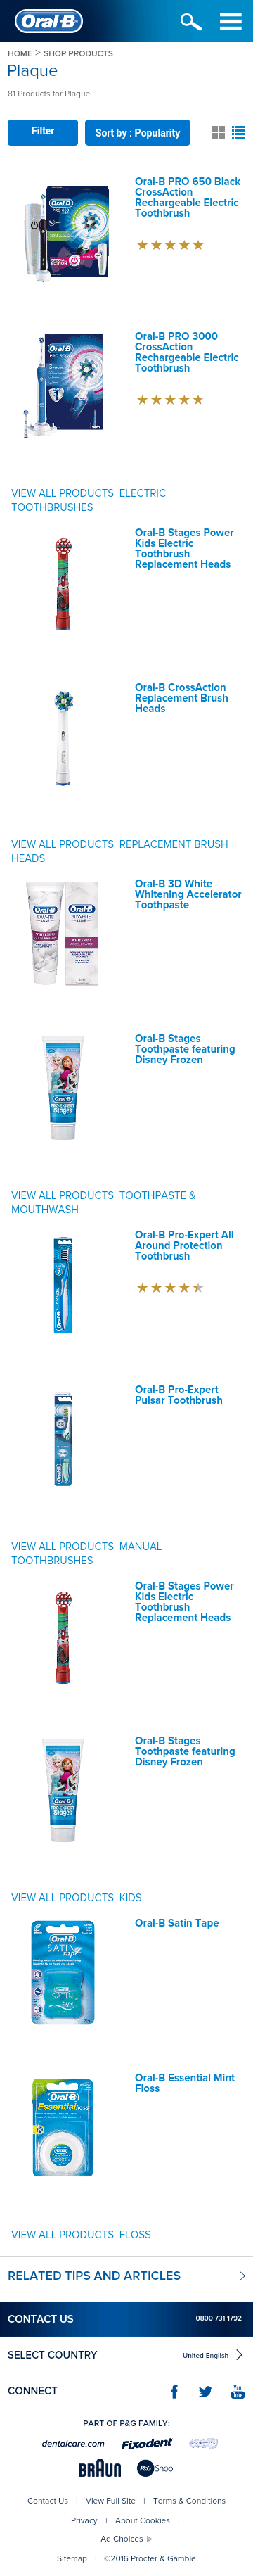 Oral-B
HOME > SHOP PRODUCTS
Plaque
81 Products for Plaque
Filter
Sort by : Popularity
Oral-B PRO 650 Black
CrossAction
Rechargeable Electric
Toothbrush
Oral-B PRO 3000
CrossAction
Rechargeable Electric
Toothbrush
VIEW ALL PRODUCTS ELECTRIC
TOOTHBRUSHES
Oral-B Stages Power
Kids Electric
Toothbrush
Replacement Heads
Oral-B CrossAction
Replacement Brush
Heads
VIEW ALL PRODUCTS REPLACEMENT BRUSH
HEADS
Oral-B 3D White
Whitening Accelerator
Toothpaste
Oral-B Stages
Toothpaste featuring
Disney Frozen
VIEW ALL PRODUCTS TOOTHPASTE &
MOUTHWASH
Oral-B Pro-Expert All
Around Protection
Toothbrush
Oral-B Pro-Expert
Pulsar Toothbrush
VIEW ALL PRODUCTS MANUAL
TOOTHBRUSHES
Oral-B Stages Power
Kids Electric
Toothbrush
Replacement Heads
Oral-B Stages
Toothpaste featuring
Disney Frozen
VIEW ALL PRODUCTS KIDS
Oral-B
SATIN
tape
Oral-B Satin Tape
Oral-B
Essential floss
Oral-B Essential Mint
Floss
VIEW ALL PRODUCTS FLOSS
RELATED TIPS AND ARTICLES
CONTACT US
0800 731 1792
SELECT COUNTRY
United-English
CONNECT
You Tube
PART OF P&G FAMILY:
dentalcare.com
Fixodent
BRAUN
P&G Shop
Contact Us | View Full Site | Terms & Conditions
Privacy | About Cookies |
Ad Choices
Sitemap | ©2016 Procter & Gamble